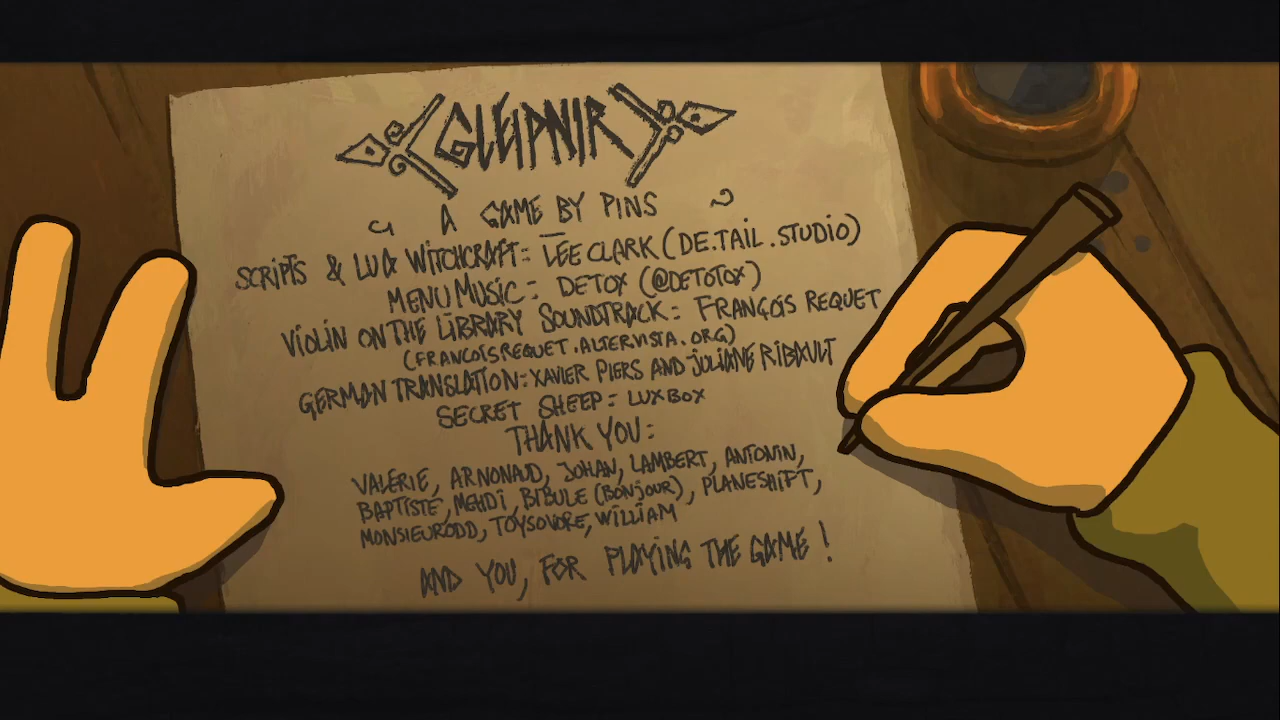 GLEIPNIR
A GAME BY PINS
SCRIPTS & LUA WITCHCRAFT: LEE CLARK (DE.TAIL.STUDIO)
MENU MUSIC: DETOX (@DETOTOX)
VIOLIN ON THE LIBRARY SOUNDTRACK: FRANÇOIS REQUET
(FRANCOISREQUET.ALTERVISTA.ORG)
GERMAN TRANSLATION: XAVIER PIERS AND JULIANE RIBAULT
SECRET SHEEP: LUXBOX
THANK YOU:
VALERIE, ARNONAUD, JOHAN, LAMBERT, ANTONIN,
BAPTISTE, MEHDI, BIBULE (BONJOUR), PLANESHIFT,
MONSIEURODD, TOYSOVORE, WILLIAM
AND YOU, FOR PLAYING THE GAME !